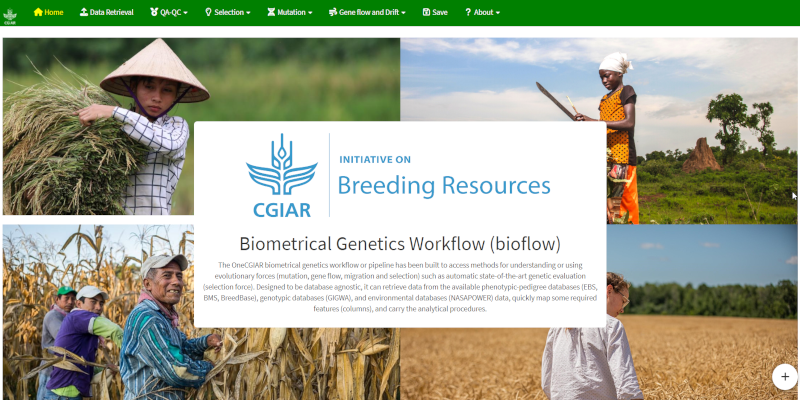 CGIAR
Home Data Retrieval QA-QC Selection Mutation Gene flow and Drift Save About
INITIATIVE ON
Breeding Resources
CGIAR
Biometrical Genetics Workflow (bioflow)
The OneCGIAR biometrical genetics workflow or pipeline has been built to access methods for understanding or using
evolutionary forces (mutation, gene flow, migration and selection) such as automatic state-of-the-art genetic evaluation
(selection force). Designed to be database agnostic, it can retrieve data from the available phenotypic-pedigree databases (EBS,
BMS, BreedBase), genotypic databases (GIGWA), and environmental databases (NASAPOWER) data, quickly map some required
features (columns), and carry the analytical procedures.